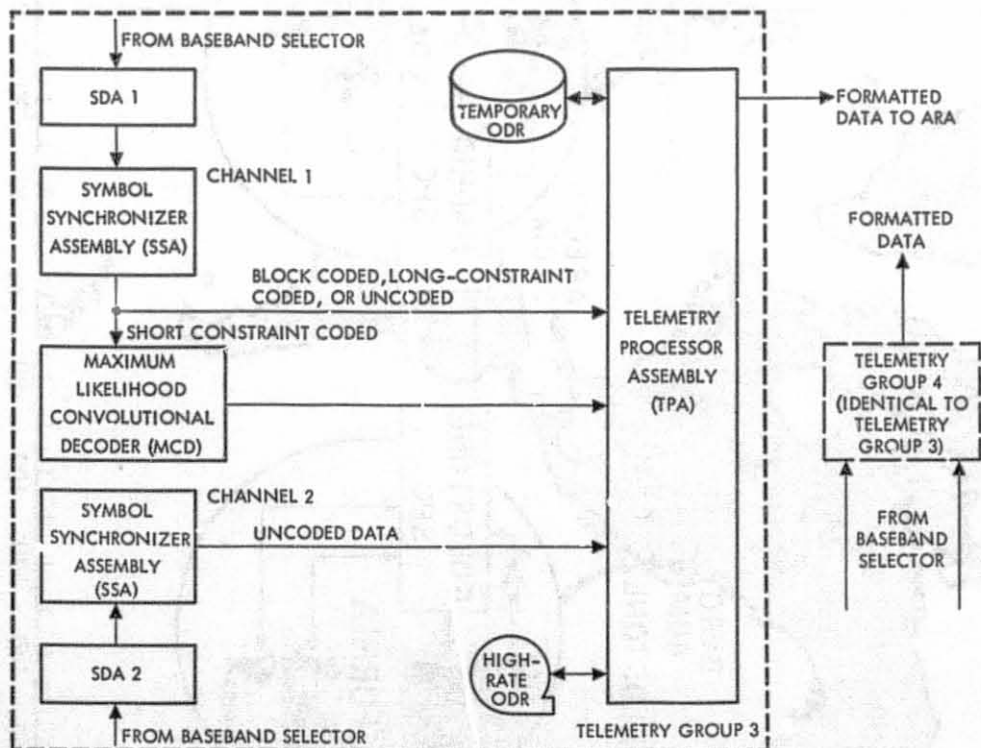 FROM BASEBAND SELECTOR
SDA 1
CHANNEL 1
SYMBOL
SYNCHRONIZER
ASSEMBLY (SSA)
BLOCK CODED, LONG-CONSTRAINT
CODED, OR UNCODED
SHORT CONSTRAINT CODED
MAXIMUM
LIKELIHOOD
CONVOLUTIONAL
DECODER (MCD)
CHANNEL 2
SYMBOL
SYNCHRONIZER
ASSEMBLY
(SSA)
UNCODED DATA
SDA 2
FROM BASEBAND SELECTOR
TEMPORARY
ODR
TELEMETRY
PROCESSOR
ASSEMBLY
(TPA)
HIGH-
RATE
ODR
TELEMETRY GROUP 3
FORMATTED
DATA TO ARA
FORMATTED
DATA
TELEMETRY
GROUP 4
(IDENTICAL TO
TELEMETRY
GROUP 3)
FROM
BASEBAND
SELECTOR